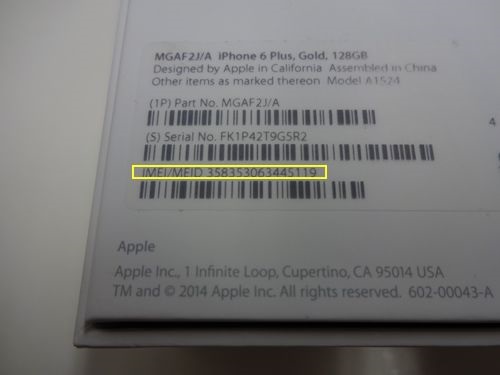 MGAF2J/A iPhone 6 Plus, Gold, 128GB
Designed by Apple in California Assembled in China
Other items as marked thereon Model A1524
(1P) Part No. MGAF2J/A
(S) Serial No. FK1P42T9G5R2
IMEI/MEID 358353063445119
4
Apple
Apple Inc., 1 Infinite Loop, Cupertino, CA 95014 USA
TM and © 2014 Apple Inc. All rights reserved. 602-00043-A